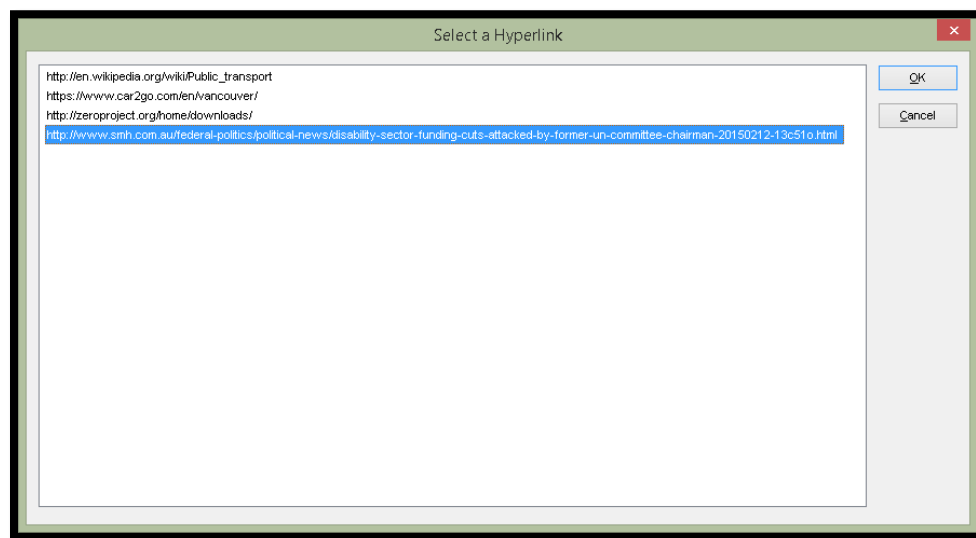 Select a Hyperlink
http://en.wikipedia.org/wiki/Public_transport
https://www.car2go.com/en/vancouver/
http://zeroproject.org/home/downloads/
http://www.smh.com.au/federal-politics/political-news/disability-sector-funding-cuts-attacked-by-former-un-committee-chairman-20150212-13c51o.html
OK
Cancel